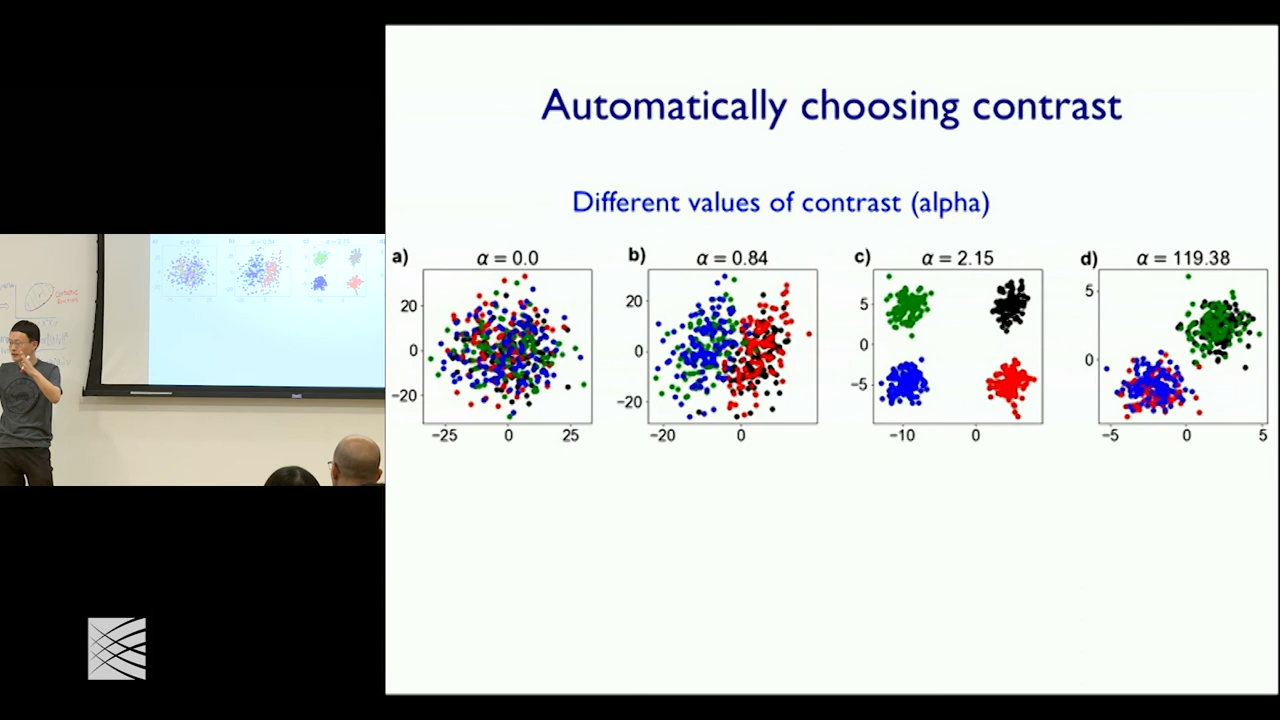 Automatically choosing contrast
Different values of contrast (alpha)
a) α = 0.0
20
0
−20
−25 0 25
b) α = 0.84
20
0
−20
−20 0
c) α = 2.15
5
0
−5
−10 0
d) α = 119.38
5
0
−5 0 5